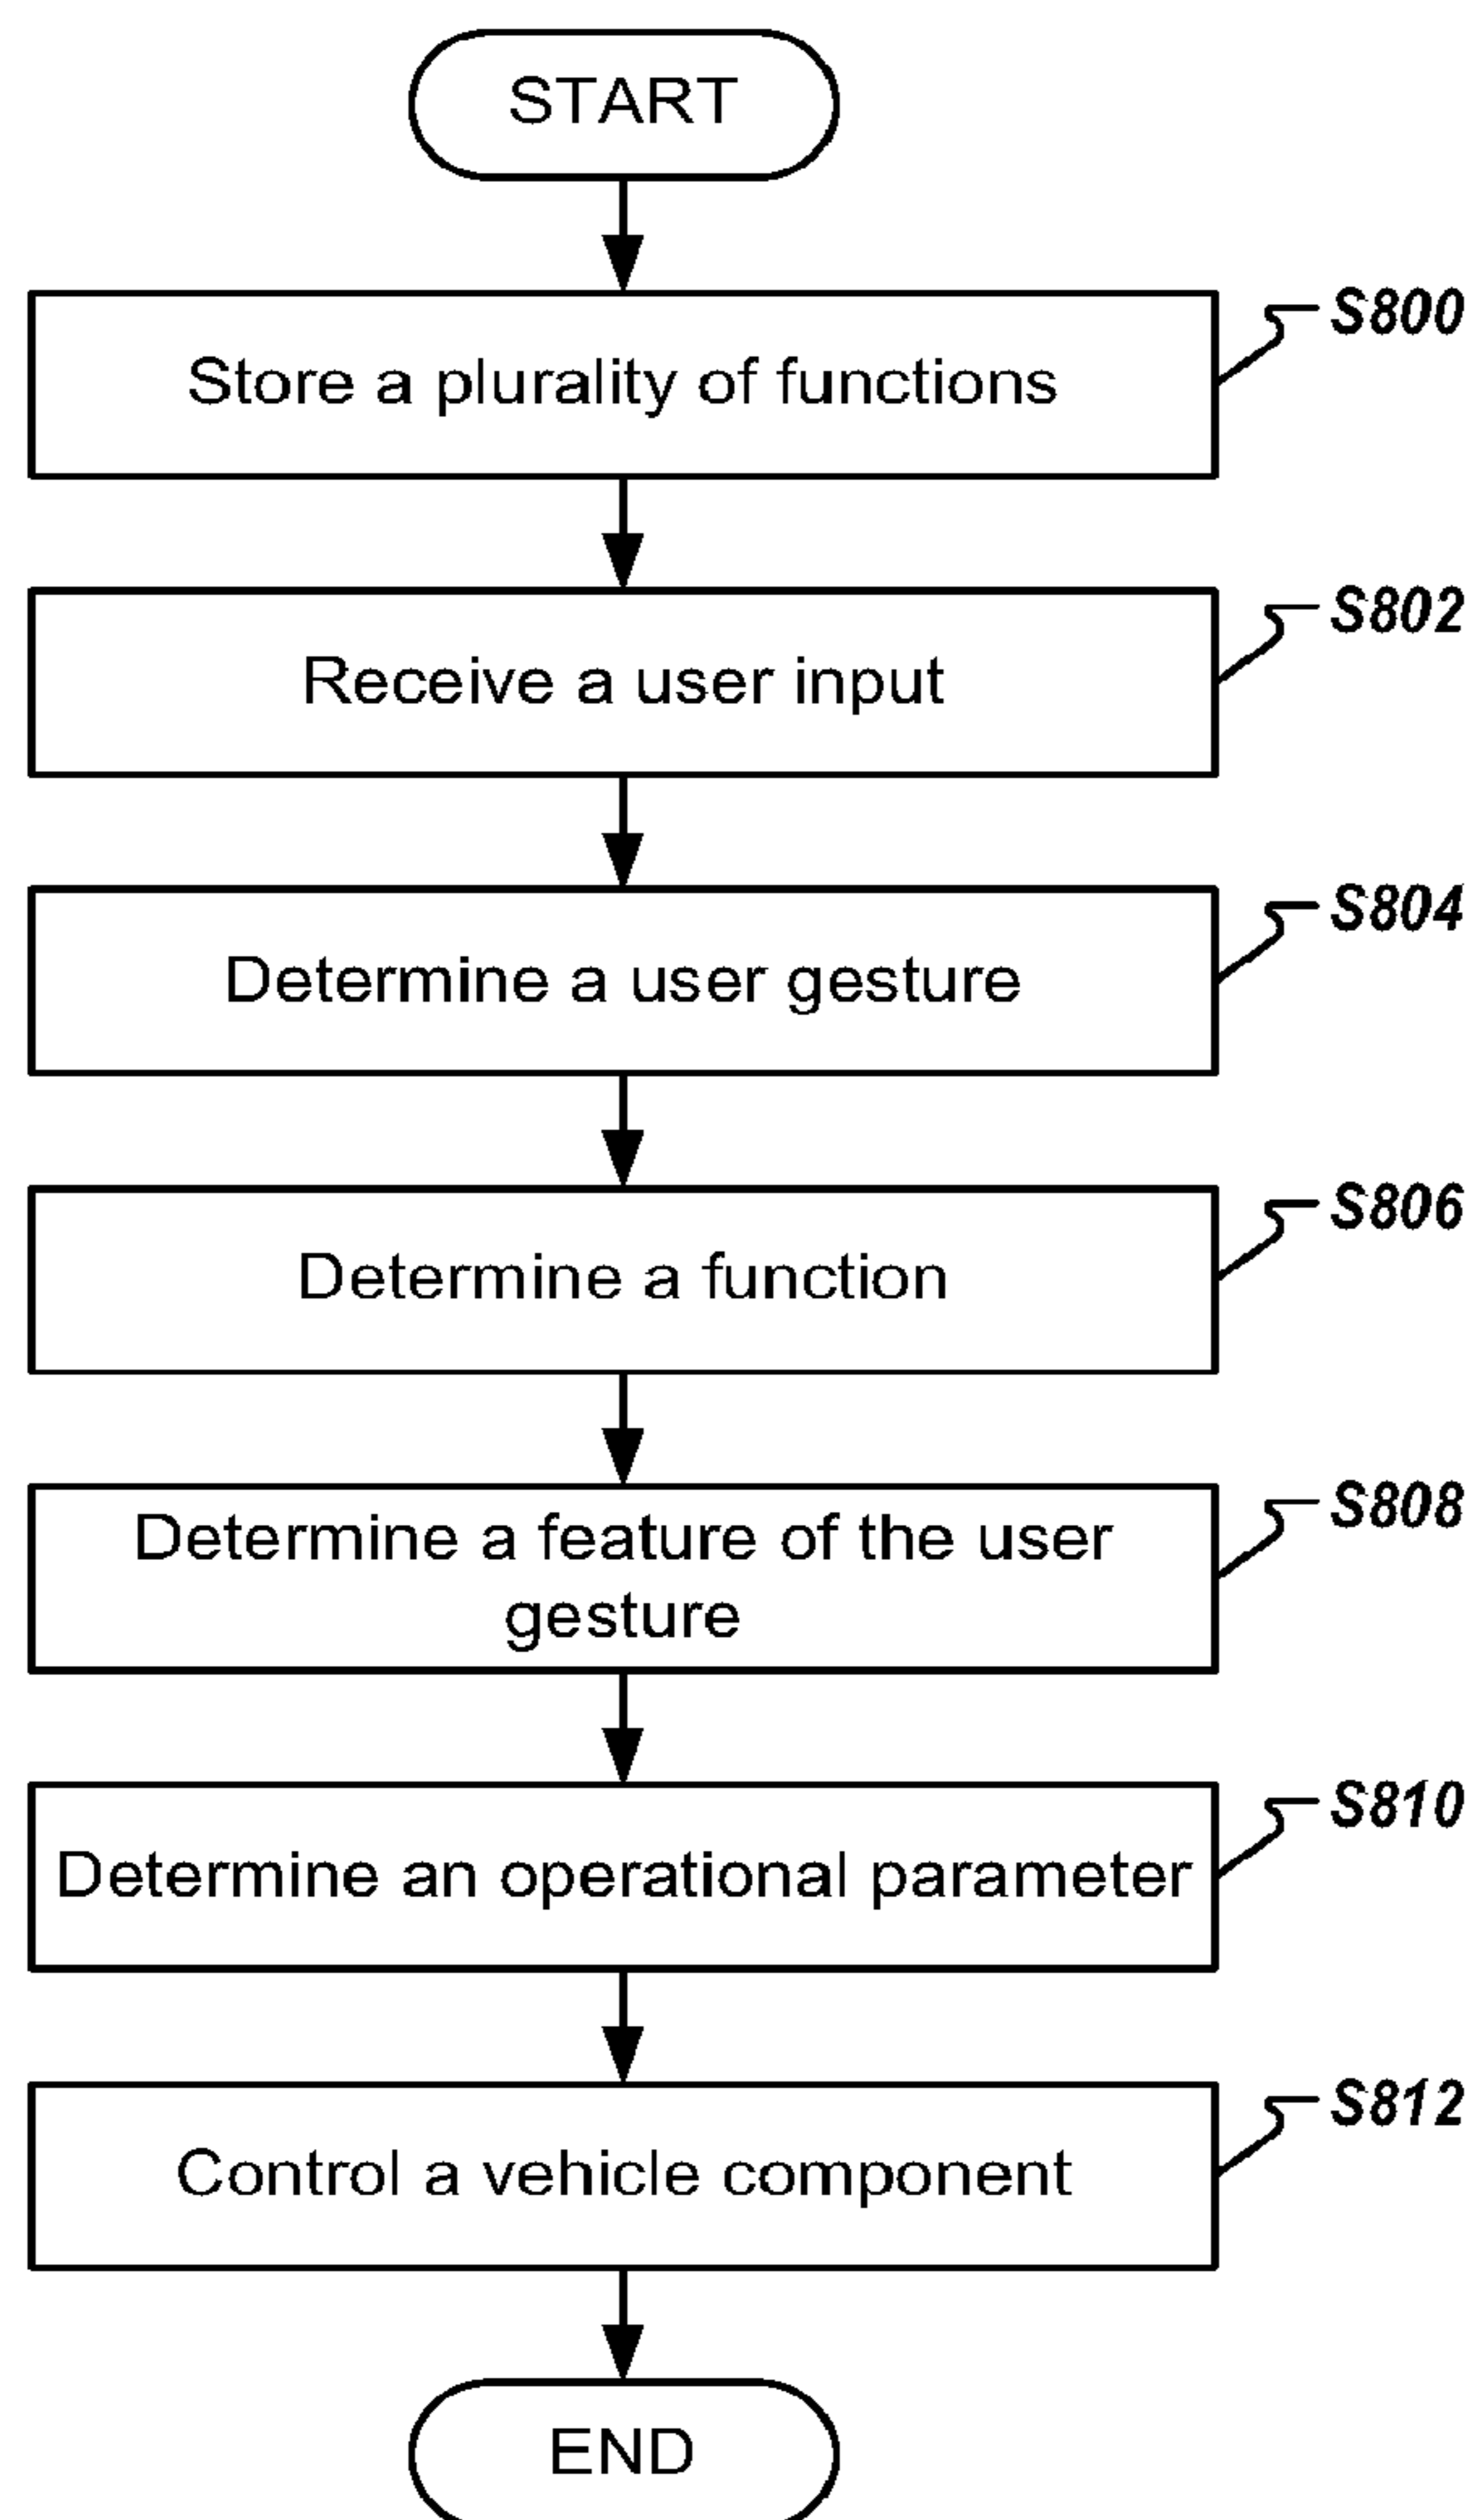 START
Store a plurality of functions
S800
Receive a user input
S802
Determine a user gesture
S804
Determine a function
S806
Determine a feature of the user
gesture
S808
Determine an operational parameter
S810
Control a vehicle component
S812
END